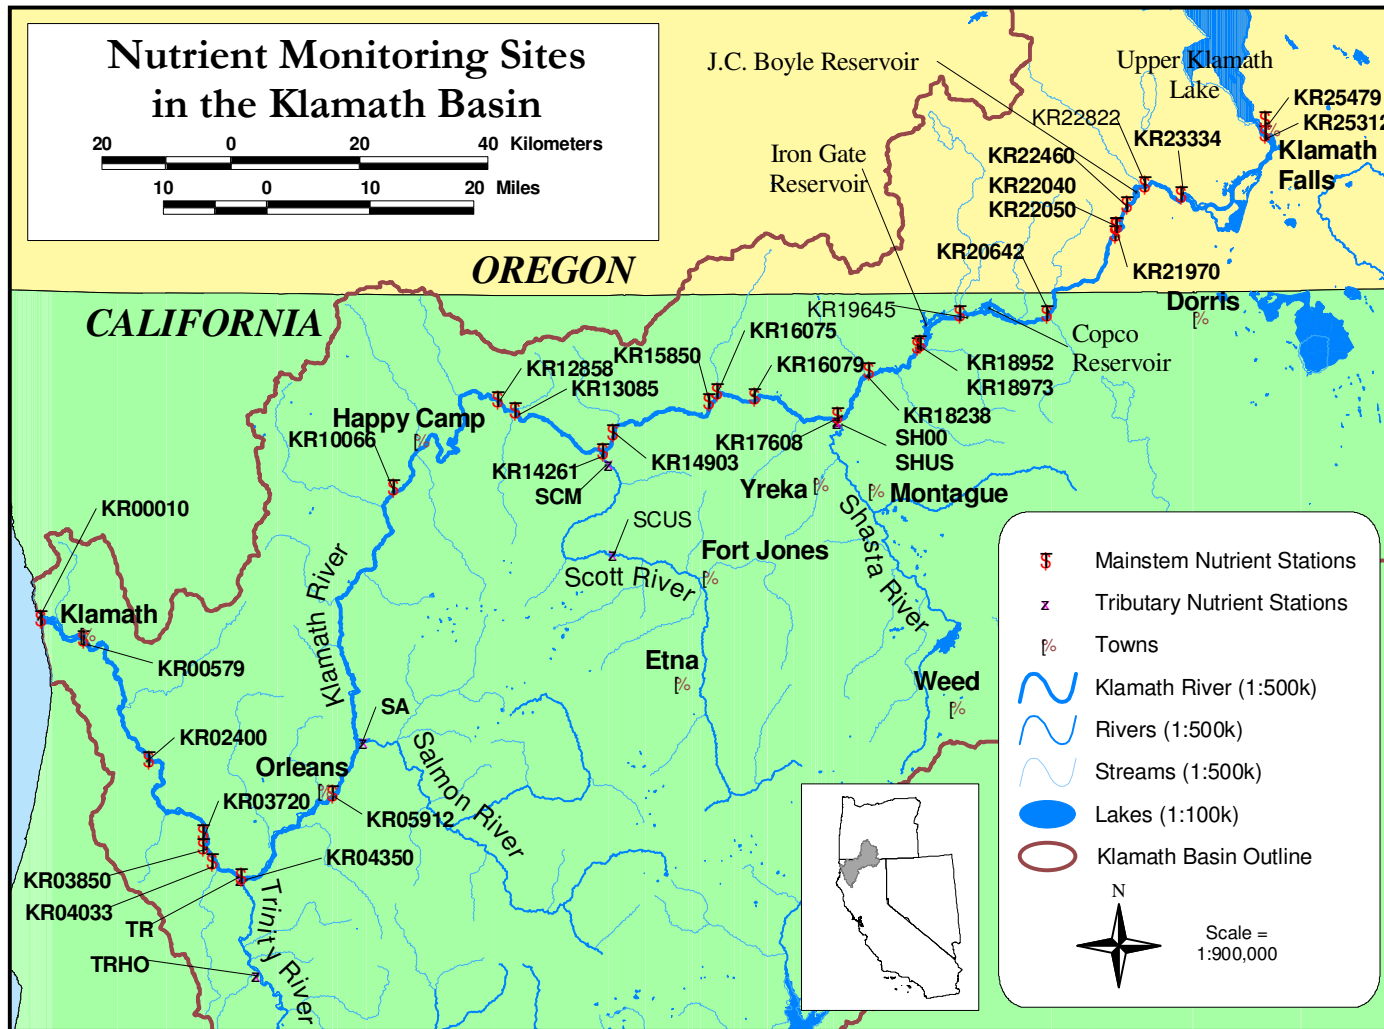 Nutrient Monitoring Sites
in the Klamath Basin
20 0 20 40 Kilometers
10 0 10 20 Miles
J.C. Boyle Reservoir
Upper Klamath
Lake
KR25479
KR25312
Klamath
Falls
KR22822
KR23334
KR22460
Iron Gate
Reservoir
KR22040
KR22050
KR20642
KR21970
OREGON
CALIFORNIA
Dorris
KR19645
Copco
Reservoir
KR16075
KR15850
KR16079
KR18952
KR18973
KR12858
KR13085
KR18238
Happy Camp
KR10066
KR17608
SH00
SHUS
KR14261
KR14903
SCM
Yreka
Montague
KR00010
SCUS
Shasta River
Fort Jones
Scott River
Klamath River
Klamath
KR00579
Etna
Weed
SA
KR02400
Salmon River
Orleans
KR03720
KR05912
KR04350
KR03850
KR04033
TR
Trinity River
TRHO
Mainstem Nutrient Stations
Tributary Nutrient Stations
Towns
Klamath River (1:500k)
Rivers (1:500k)
Streams (1:500k)
Lakes (1:100k)
Klamath Basin Outline
N
Scale =
1:900,000